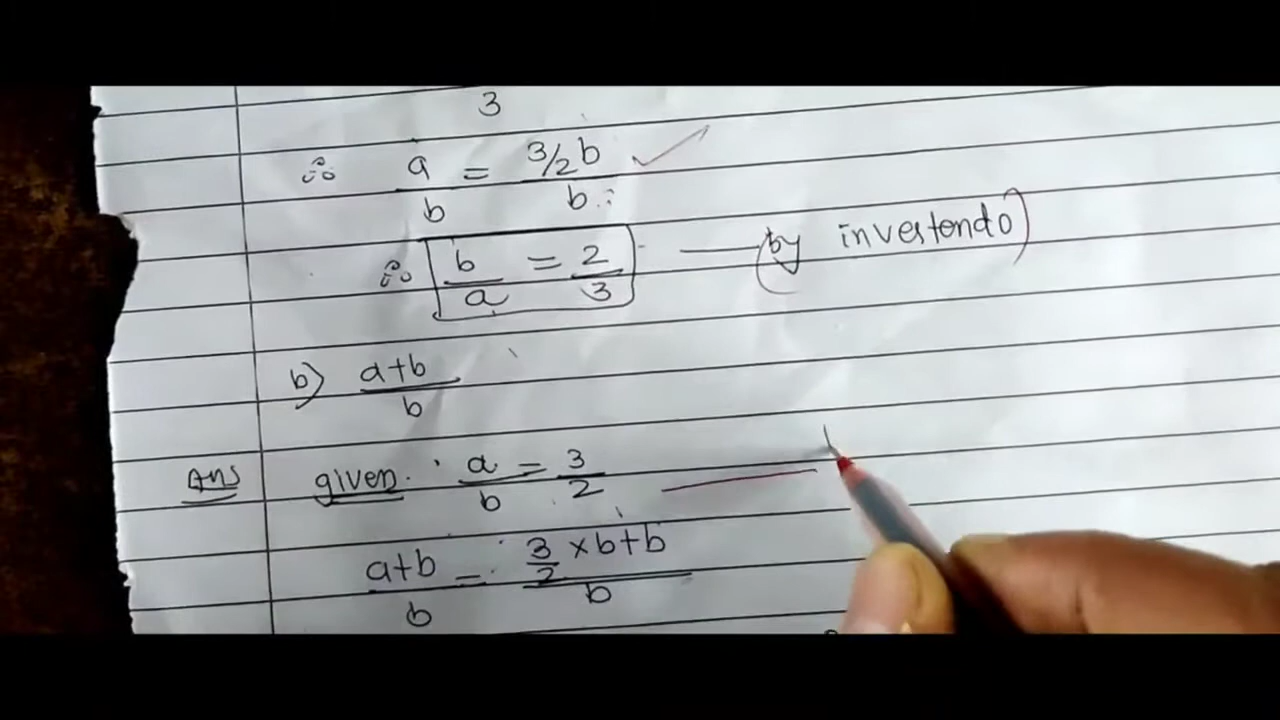 3
∴ a/b = 3/2 b/b
∴ b/a = 2/3 — (by invertendo)
b) a+b/b
Ans given. a/b = 3/2
a+b/b = 3/2 ×b+b/b